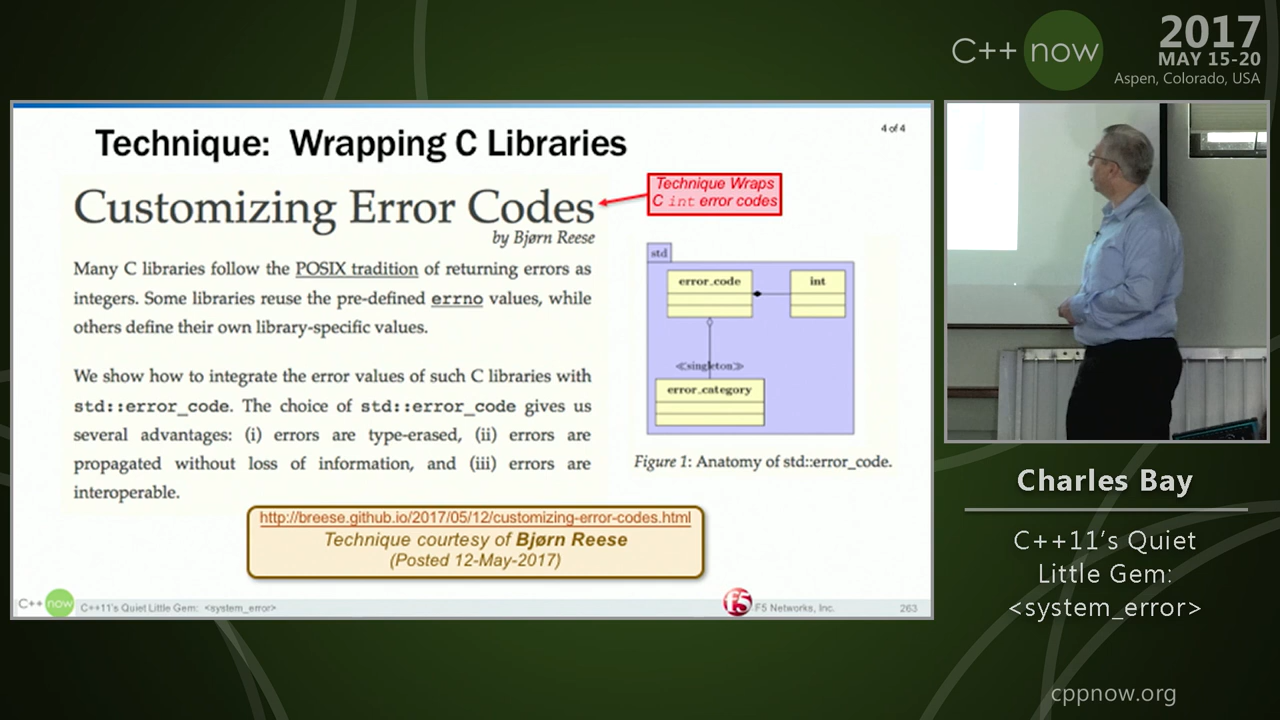 C++ now
2017
MAY 15-20
Aspen, Colorado, USA
Technique: Wrapping C Libraries
4 of 4
Customizing Error Codes
by Bjørn Reese
Technique Wraps
C int error codes
Many C libraries follow the POSIX tradition of returning errors as
integers. Some libraries reuse the pre-defined errno values, while
others define their own library-specific values.
We show how to integrate the error values of such C libraries with
std::error_code. The choice of std::error_code gives us
several advantages: (i) errors are type-erased, (ii) errors are
propagated without loss of information, and (iii) errors are
interoperable.
std
error_code
int
≪singleton≫
error_category
Figure 1: Anatomy of std::error_code.
http://breese.github.io/2017/05/12/customizing-error-codes.html
Technique courtesy of Bjørn Reese
(Posted 12-May-2017)
C++ now
C++11's Quiet Little Gem: <system_error>
f5
F5 Networks, Inc.
263
Charles Bay
C++11's Quiet
Little Gem:
<system_error>
cppnow.org